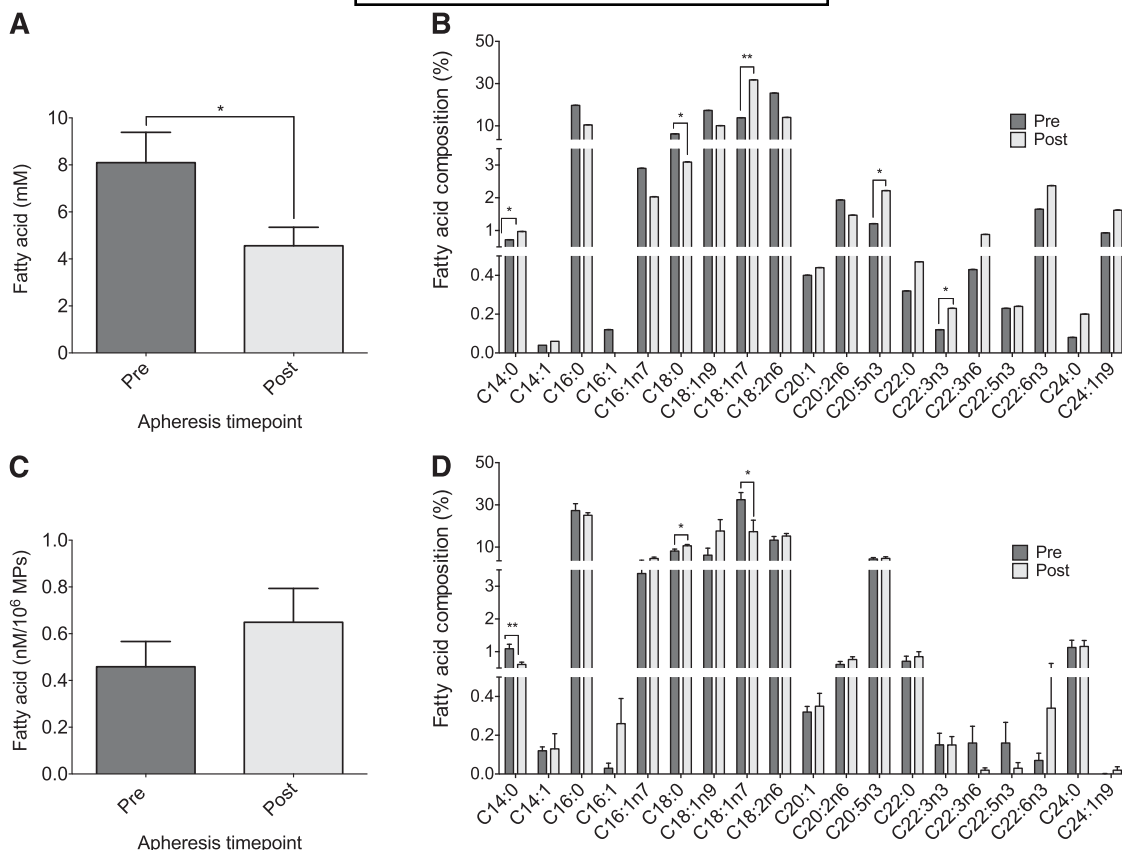 A
Fatty acid (mM)
10
8
6
4
2
0
*
Pre
Post
Apheresis timepoint
B
Fatty acid composition (%)
50
30
10
3
2
1
0.4
0.2
0.0
*
*
**
*
*
Pre
Post
C14:0
C14:1
C16:0
C16:1
C16:1n7
C18:0
C18:1n9
C18:1n7
C18:2n6
C20:1
C20:2n6
C20:5n3
C22:0
C22:3n3
C22:3n6
C22:5n3
C22:6n3
C24:0
C24:1n9
C
Fatty acid (nM/10⁶ MPs)
1.0
0.8
0.6
0.4
0.2
0.0
Pre
Post
Apheresis timepoint
D
Fatty acid composition (%)
50
30
10
3
2
1
0.4
0.2
0.0
**
*
*
Pre
Post
C14:0
C14:1
C16:0
C16:1
C16:1n7
C18:0
C18:1n9
C18:1n7
C18:2n6
C20:1
C20:2n6
C20:5n3
C22:0
C22:3n3
C22:3n6
C22:5n3
C22:6n3
C24:0
C24:1n9